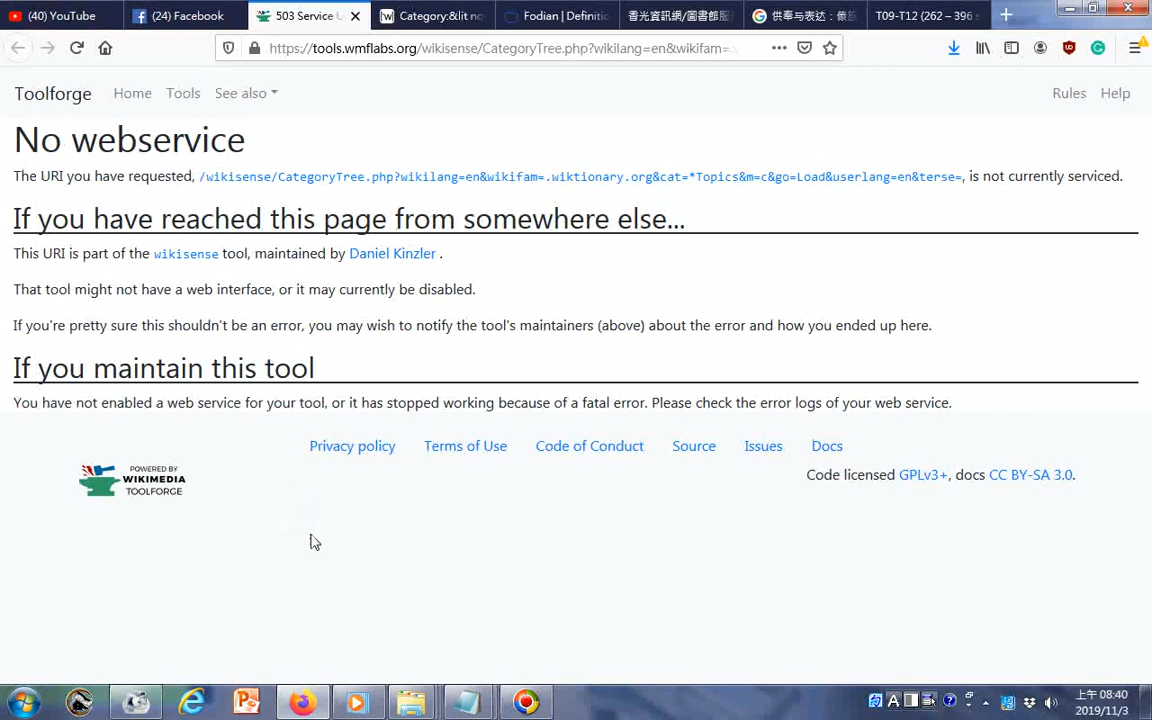 (40) YouTube
(24) Facebook
503 Service U
Category:&lit no
Fodian | Definiti
香光資訊網/圖書館服
供奉与表达：傣族
T09-T12 (262 – 396 s
https://tools.wmflabs.org/wikisense/CategoryTree.php?wikilang=en&wikifam=.
Toolforge Home Tools See also Rules Help
No webservice
The URI you have requested, /wikisense/CategoryTree.php?wikilang=en&wikifam=.wiktionary.org&cat=*Topics&m=c&go=Load&userlang=en&terse=, is not currently serviced.
If you have reached this page from somewhere else...
This URI is part of the wikisense tool, maintained by Daniel Kinzler .
That tool might not have a web interface, or it may currently be disabled.
If you're pretty sure this shouldn't be an error, you may wish to notify the tool's maintainers (above) about the error and how you ended up here.
If you maintain this tool
You have not enabled a web service for your tool, or it has stopped working because of a fatal error. Please check the error logs of your web service.
Privacy policy Terms of Use Code of Conduct Source Issues Docs
POWERED BY
WIKIMEDIA
TOOLFORGE
Code licensed GPLv3+, docs CC BY-SA 3.0.
上午 08:40
2019/11/3